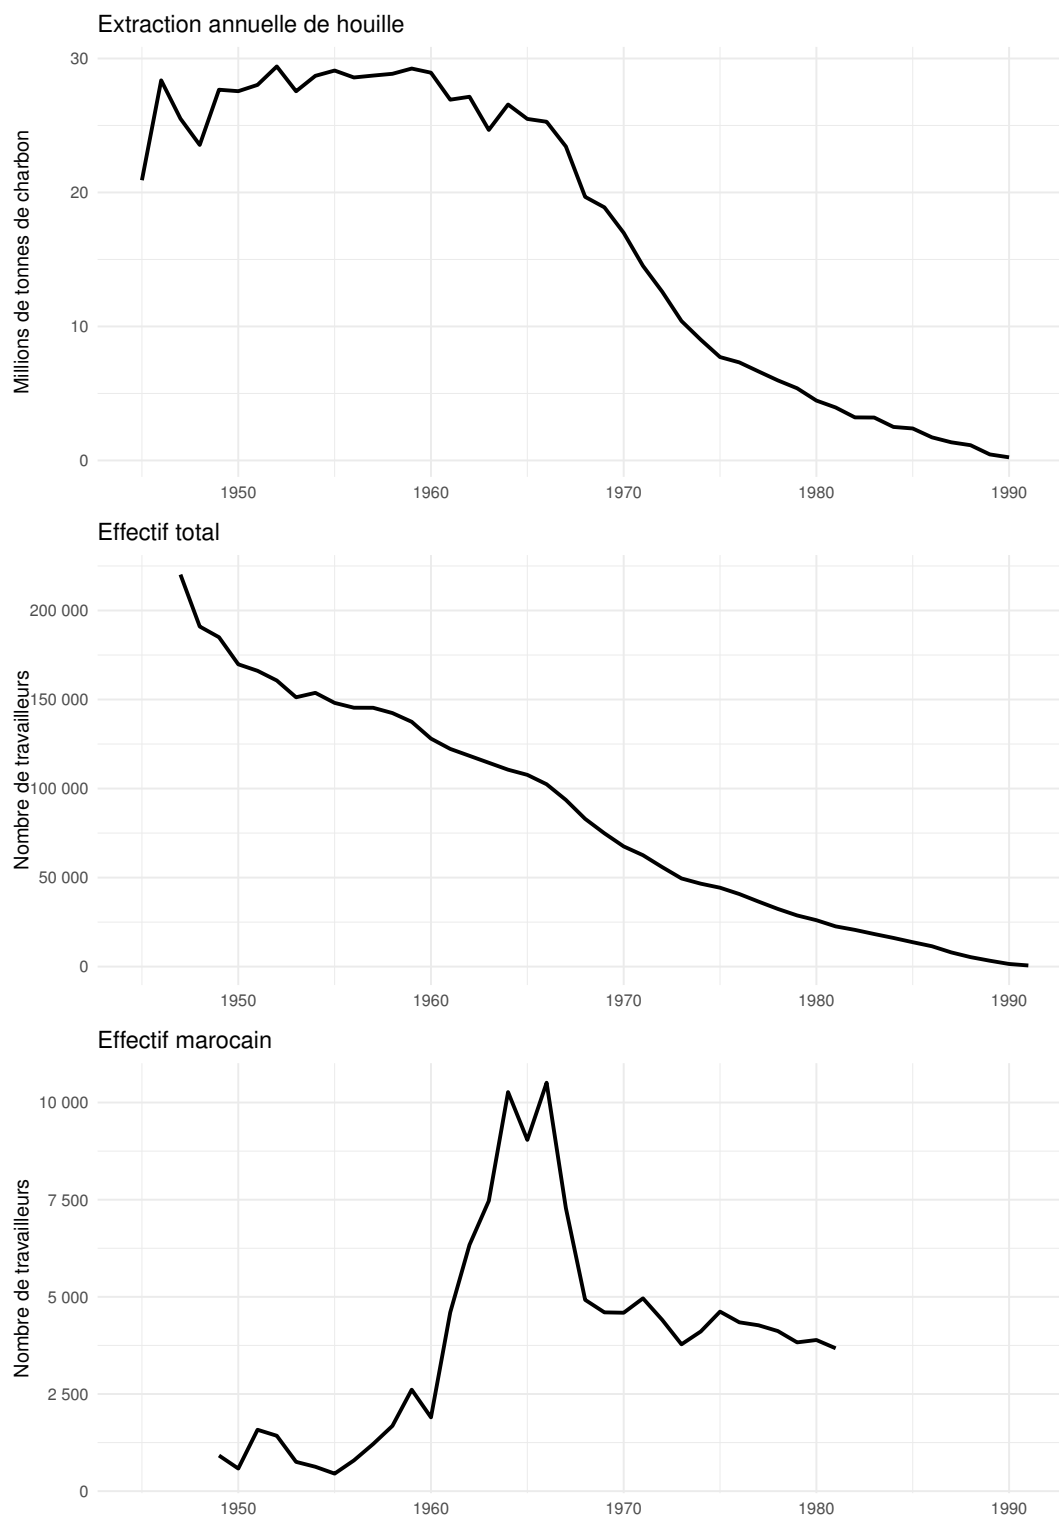 Extraction annuelle de houille
Millions de tonnes de charbon
30
20
10
0
1950 1960 1970 1980 1990
Effectif total
Nombre de travailleurs
200 000
150 000
100 000
50 000
0
1950 1960 1970 1980 1990
Effectif marocain
Nombre de travailleurs
10 000
7 500
5 000
2 500
0
1950 1960 1970 1980 1990